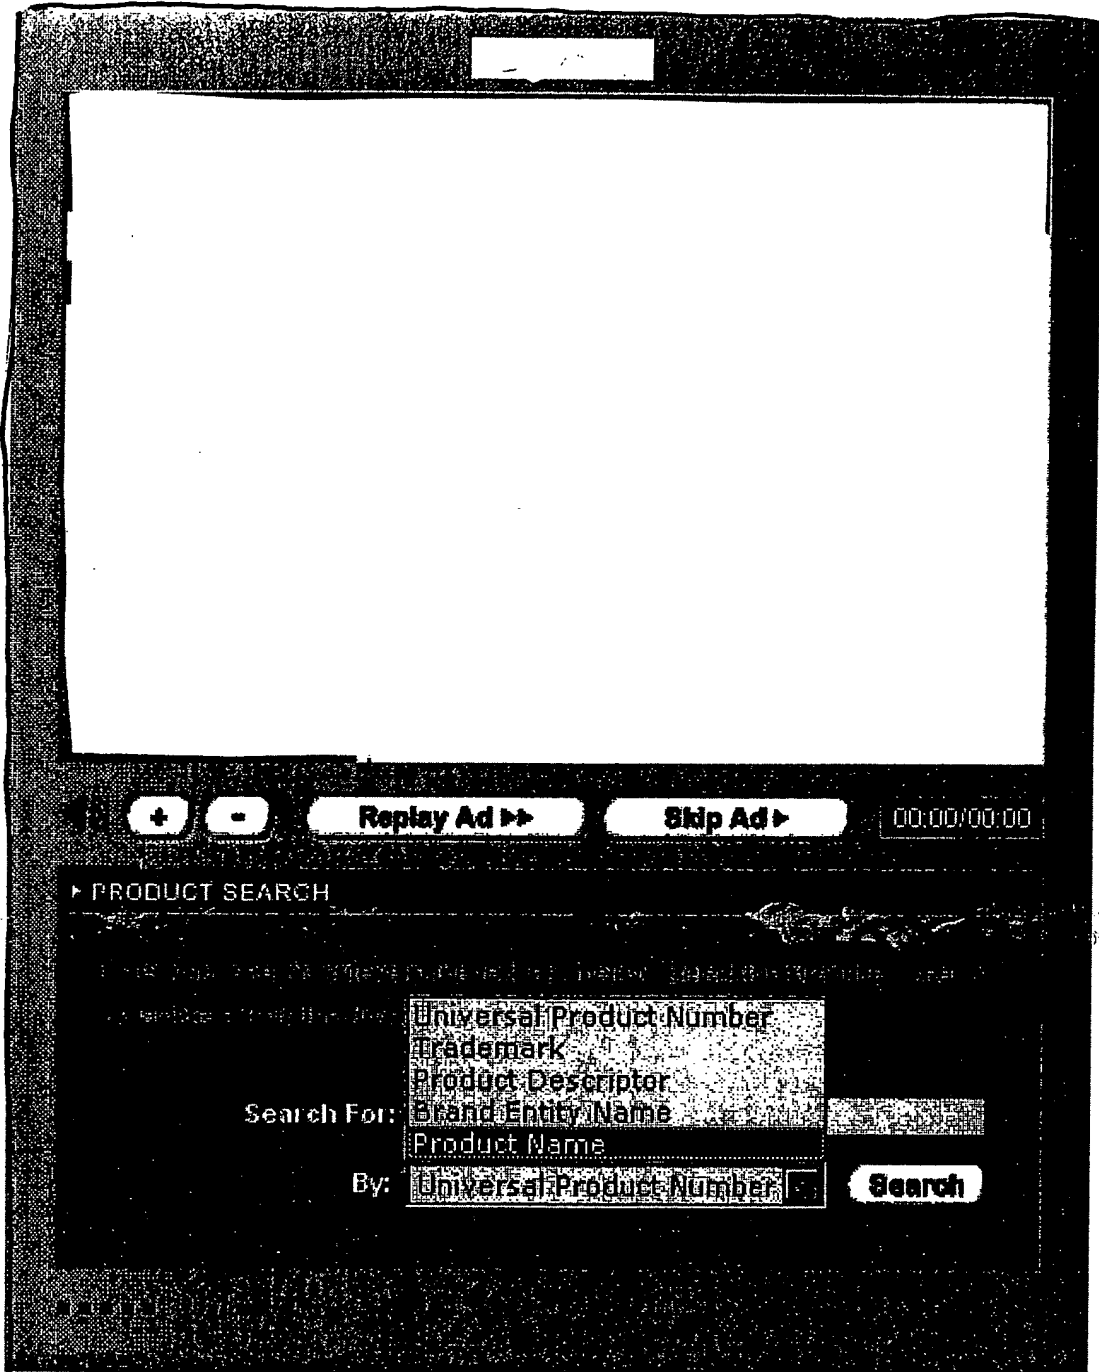 + - Replay Ad Skip Ad 00:00/00:00
PRODUCT SEARCH
Universal Product Number
Trademark
Product Descriptor
Search For: Brand Entity Name
Product Name
By: Universal Product Number Search